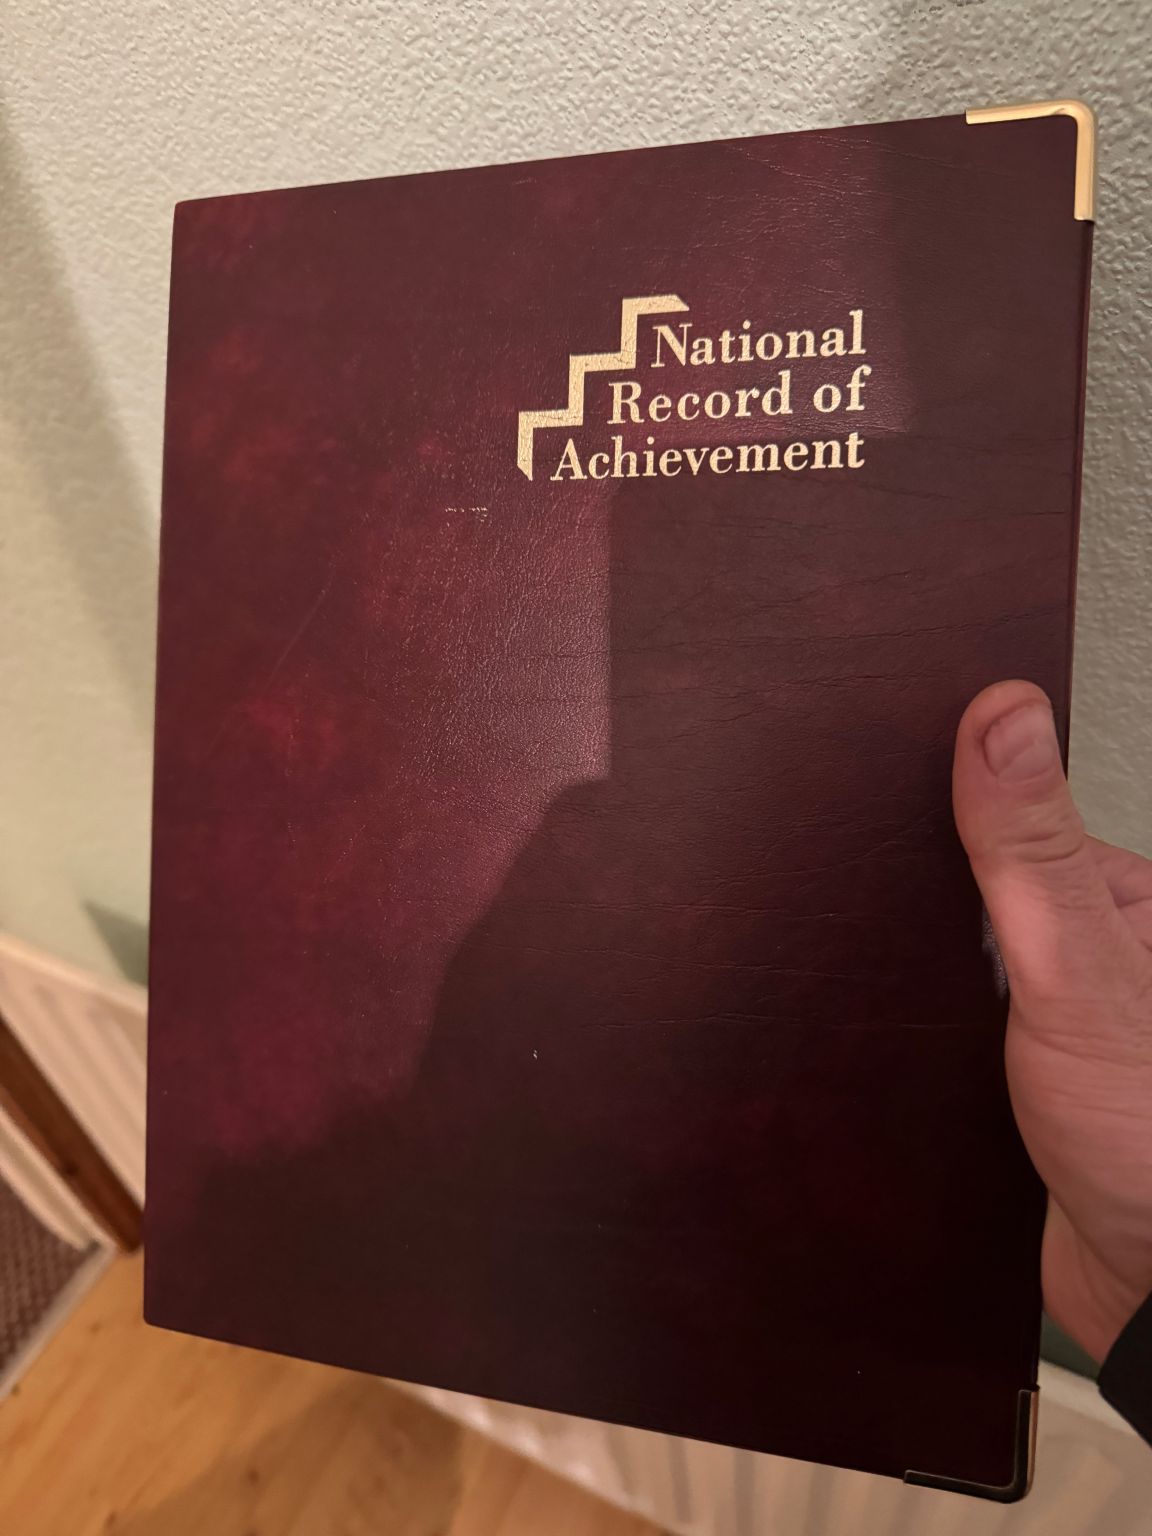 National
Record of
Achievement